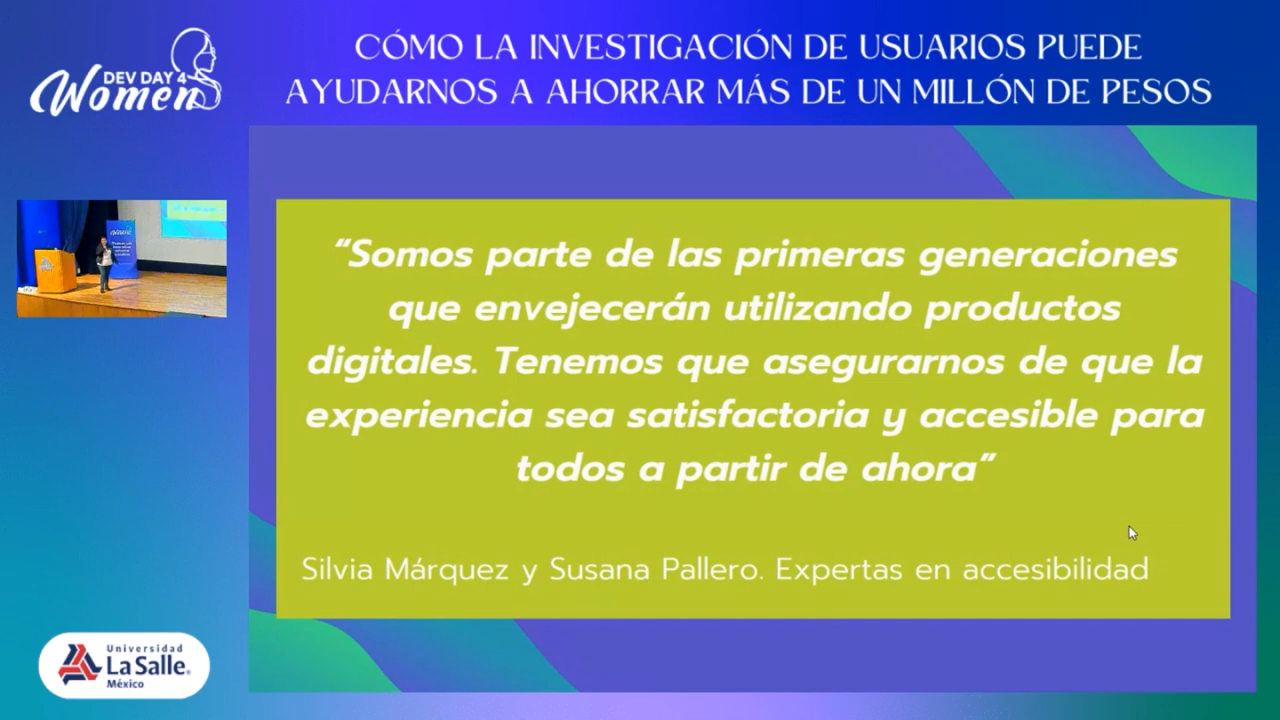 DEV DAY 4
Women
CÓMO LA INVESTIGACIÓN DE USUARIOS PUEDE
AYUDARNOS A AHORRAR MÁS DE UN MILLÓN DE PESOS
“Somos parte de las primeras generaciones
que envejecerán utilizando productos
digitales. Tenemos que asegurarnos de que la
experiencia sea satisfactoria y accesible para
todos a partir de ahora”
Silvia Márquez y Susana Pallero. Expertas en accesibilidad
Universidad
La Salle®
México